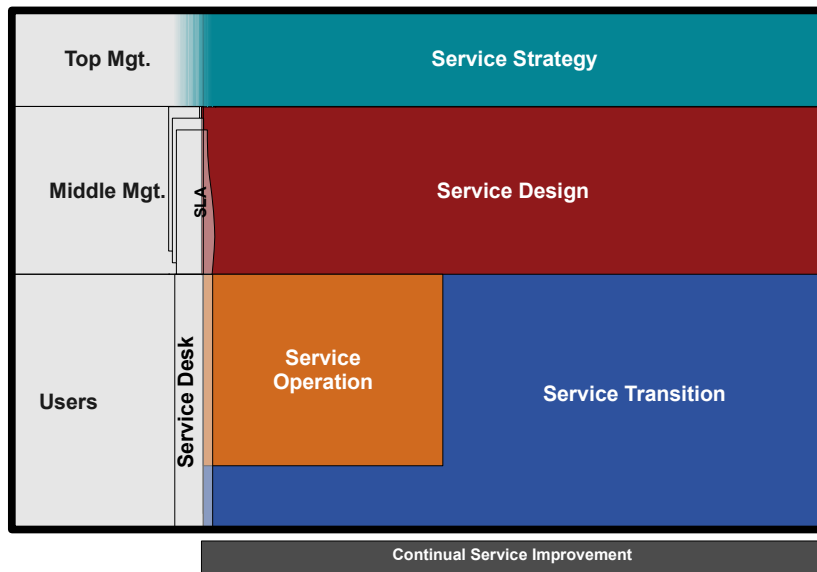 Top Mgt.
Service Strategy
Middle Mgt.
SLA
Service Design
Users
Service Desk
Service
Operation
Service Transition
Continual Service Improvement